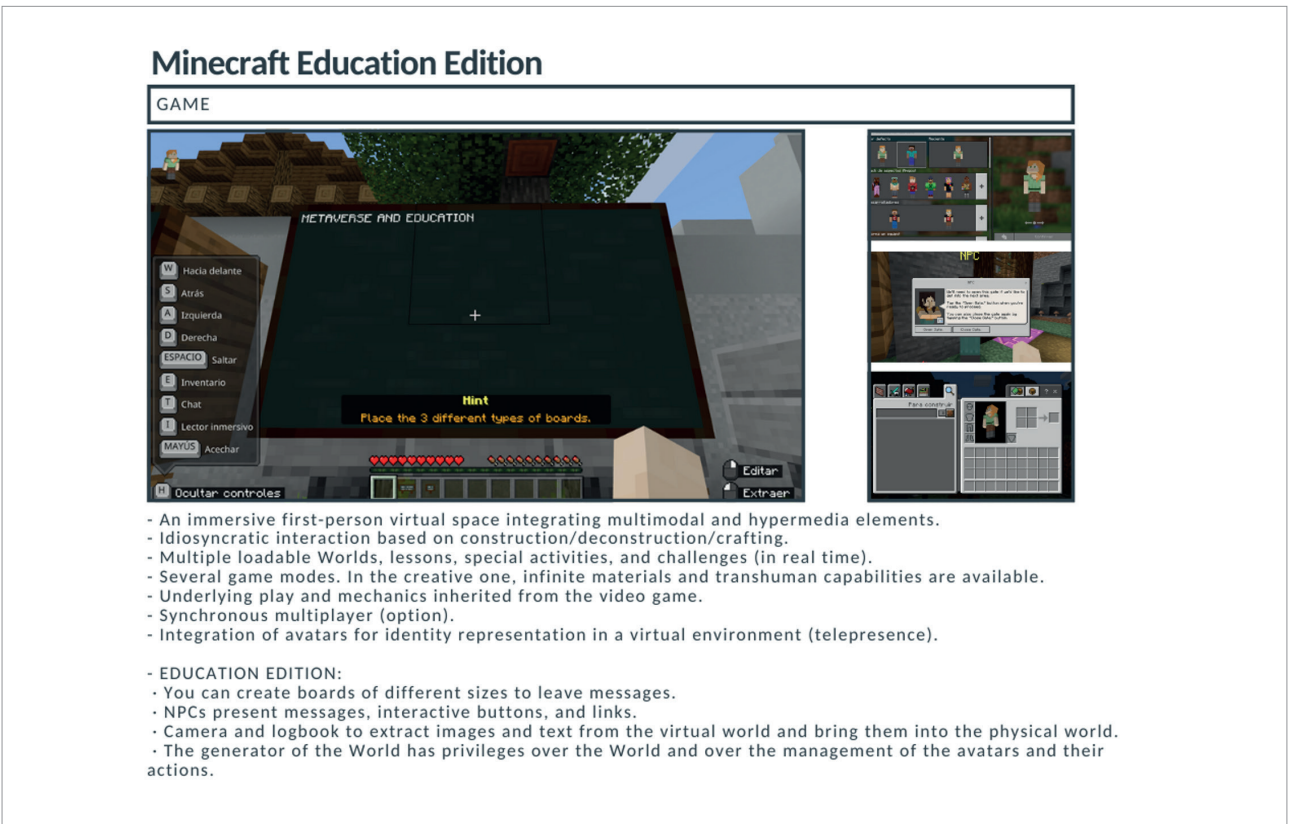 Minecraft Education Edition
GAME
METAVERSE AND EDUCATION
W Hacia delante
S Atrás
A Izquierda
D Derecha
ESPACIO Saltar
E Inventario
T Chat
I Lector inmersivo
MAYÚS Acechar
H Ocultar controles
Hint
Place the 3 different types of boards.
Editar
Extraer
NPC
Para construir
- An immersive first-person virtual space integrating multimodal and hypermedia elements.
- Idiosyncratic interaction based on construction/deconstruction/crafting.
- Multiple loadable Worlds, lessons, special activities, and challenges (in real time).
- Several game modes. In the creative one, infinite materials and transhuman capabilities are available.
- Underlying play and mechanics inherited from the video game.
- Synchronous multiplayer (option).
- Integration of avatars for identity representation in a virtual environment (telepresence).
- EDUCATION EDITION:
· You can create boards of different sizes to leave messages.
· NPCs present messages, interactive buttons, and links.
· Camera and logbook to extract images and text from the virtual world and bring them into the physical world.
· The generator of the World has privileges over the World and over the management of the avatars and their
actions.